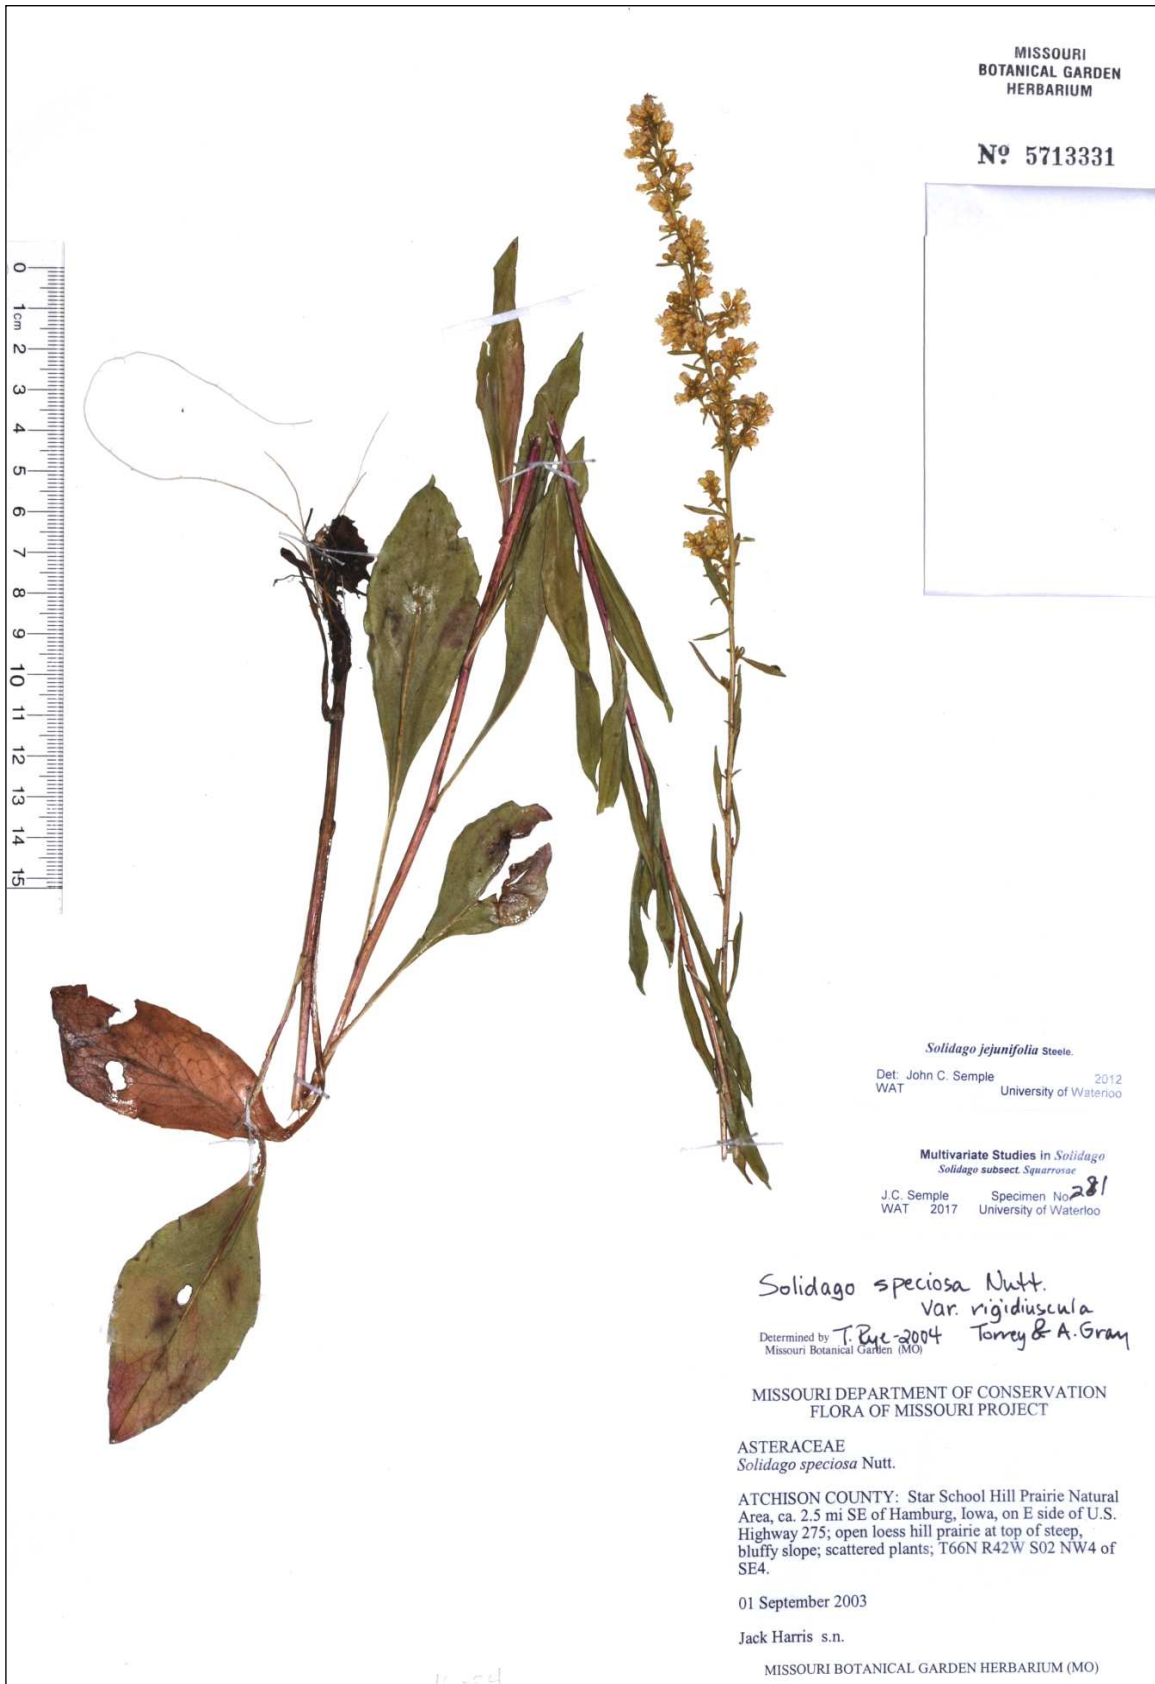 MISSOURI
BOTANICAL GARDEN
HERBARIUM
Nº 5713331
0
1cm
2
3
4
5
6
7
8
9
10
11
12
13
14
15
Solidago jejunifolia Steele.
Det: John C. Semple 2012
WAT University of Waterloo
Multivariate Studies in Solidago
Solidago subsect. Squarrosae
J.C. Semple Specimen No 281
WAT 2017 University of Waterloo
Solidago speciosa Nutt.
var. rigidiuscula
Determined by T. Rye-2004 Torrey & A. Gray
Missouri Botanical Garden (MO)
MISSOURI DEPARTMENT OF CONSERVATION
FLORA OF MISSOURI PROJECT
ASTERACEAE
Solidago speciosa Nutt.
ATCHISON COUNTY: Star School Hill Prairie Natural
Area, ca. 2.5 mi SE of Hamburg, Iowa, on E side of U.S.
Highway 275; open loess hill prairie at top of steep,
bluffy slope; scattered plants; T66N R42W S02 NW4 of
SE4.
01 September 2003
Jack Harris s.n.
MISSOURI BOTANICAL GARDEN HERBARIUM (MO)